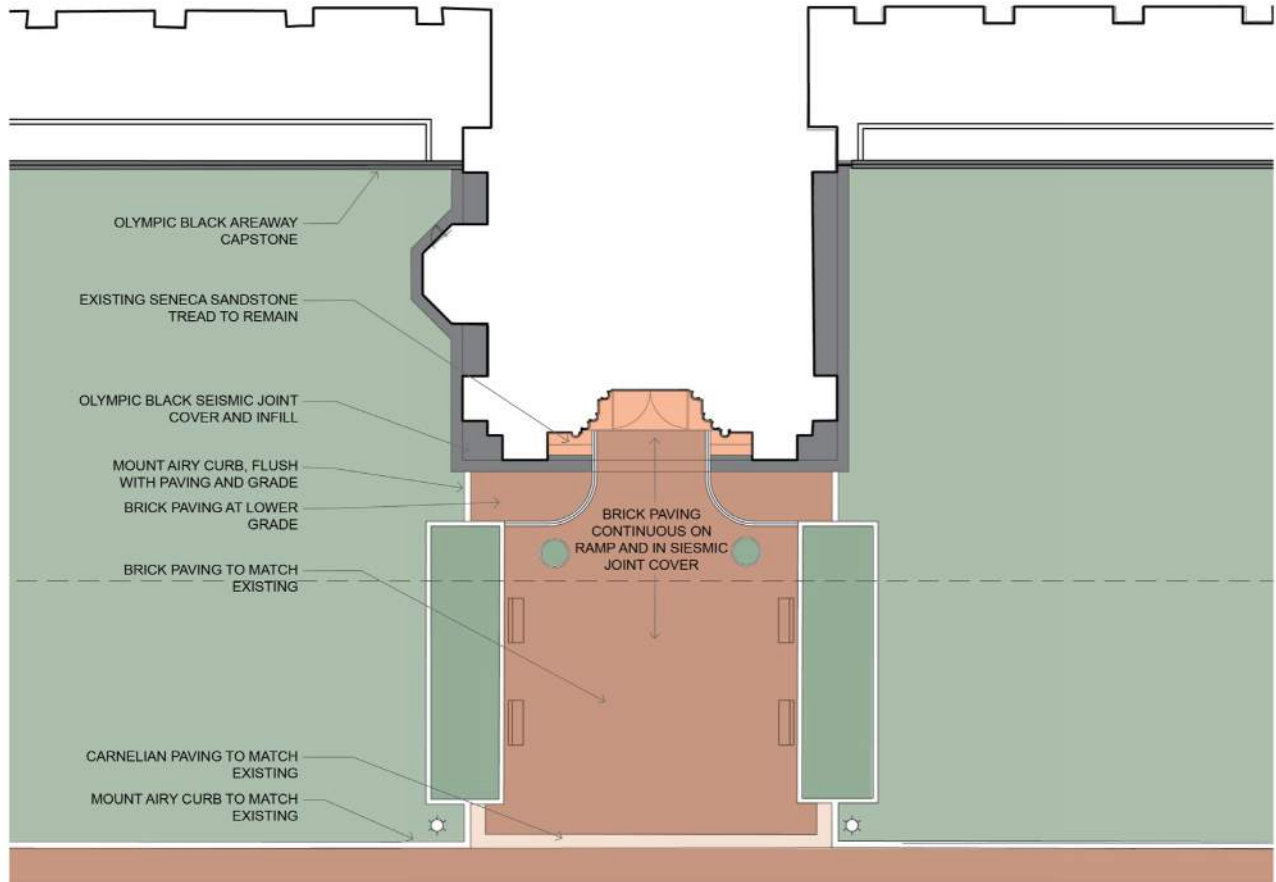 OLYMPIC BLACK AREAWAY
CAPSTONE
EXISTING SENECA SANDSTONE
TREAD TO REMAIN
OLYMPIC BLACK SEISMIC JOINT
COVER AND INFILL
MOUNT AIRY CURB, FLUSH
WITH PAVING AND GRADE
BRICK PAVING AT LOWER
GRADE
BRICK PAVING
CONTINUOUS ON
RAMP AND IN SIESMIC
JOINT COVER
BRICK PAVING TO MATCH
EXISTING
CARNELIAN PAVING TO MATCH
EXISTING
MOUNT AIRY CURB TO MATCH
EXISTING